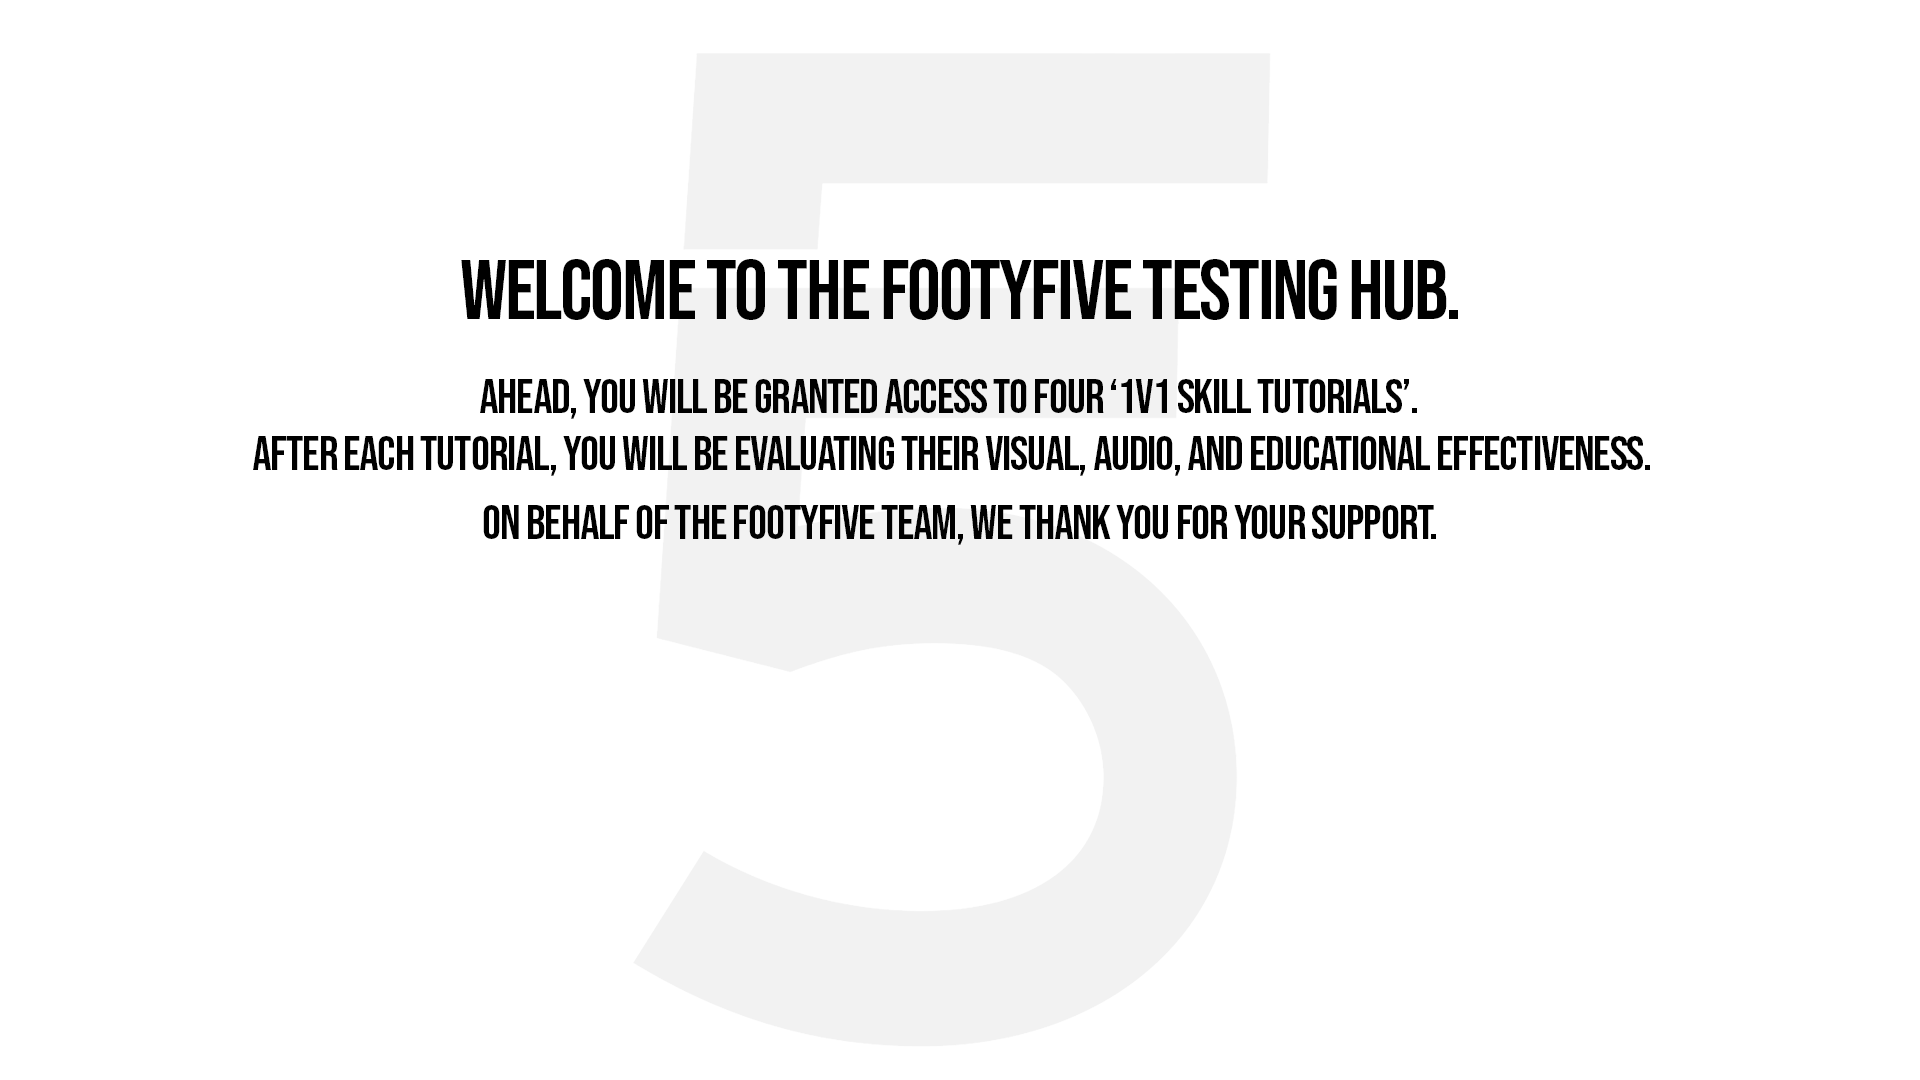 WELCOME TO THE FOOTYFIVE TESTING HUB.
AHEAD, YOU WILL BE GRANTED ACCESS TO FOUR ‘1V1 SKILL TUTORIALS’.
AFTER EACH TUTORIAL, YOU WILL BE EVALUATING THEIR VISUAL, AUDIO, AND EDUCATIONAL EFFECTIVENESS.
ON BEHALF OF THE FOOTYFIVE TEAM, WE THANK YOU FOR YOUR SUPPORT.